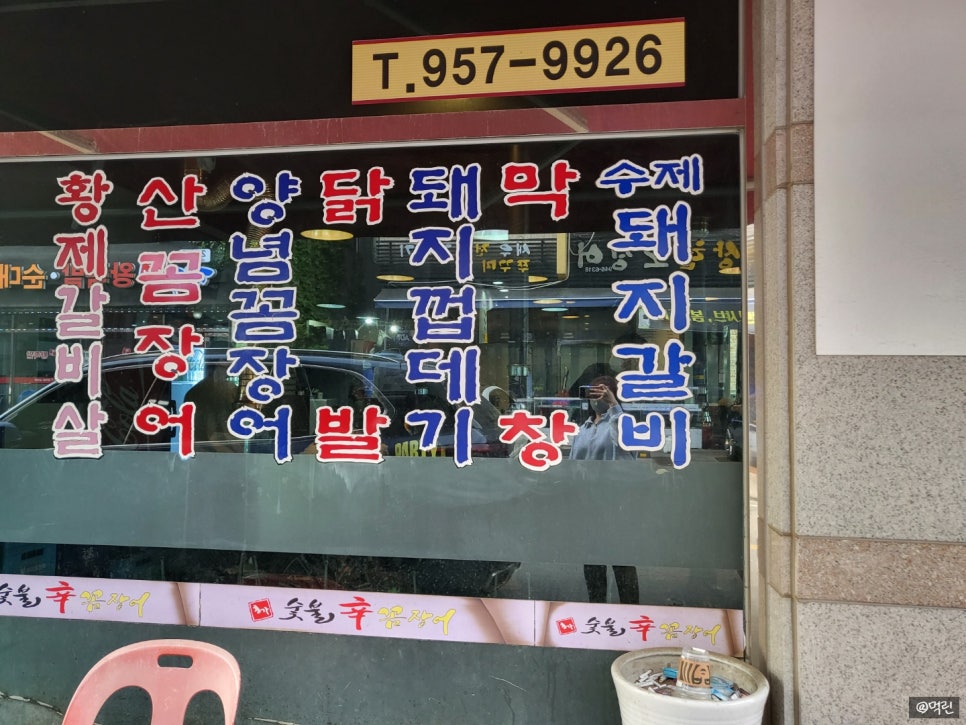 T.957-9926
황제갈비살
산꼼장어
양념꼼장어
닭발
돼지껍데기
막창
수제
돼지갈비
숯불 辛 꼼장어
숯불 辛 꼼장어
숯불 辛 꼼장어
@먹린